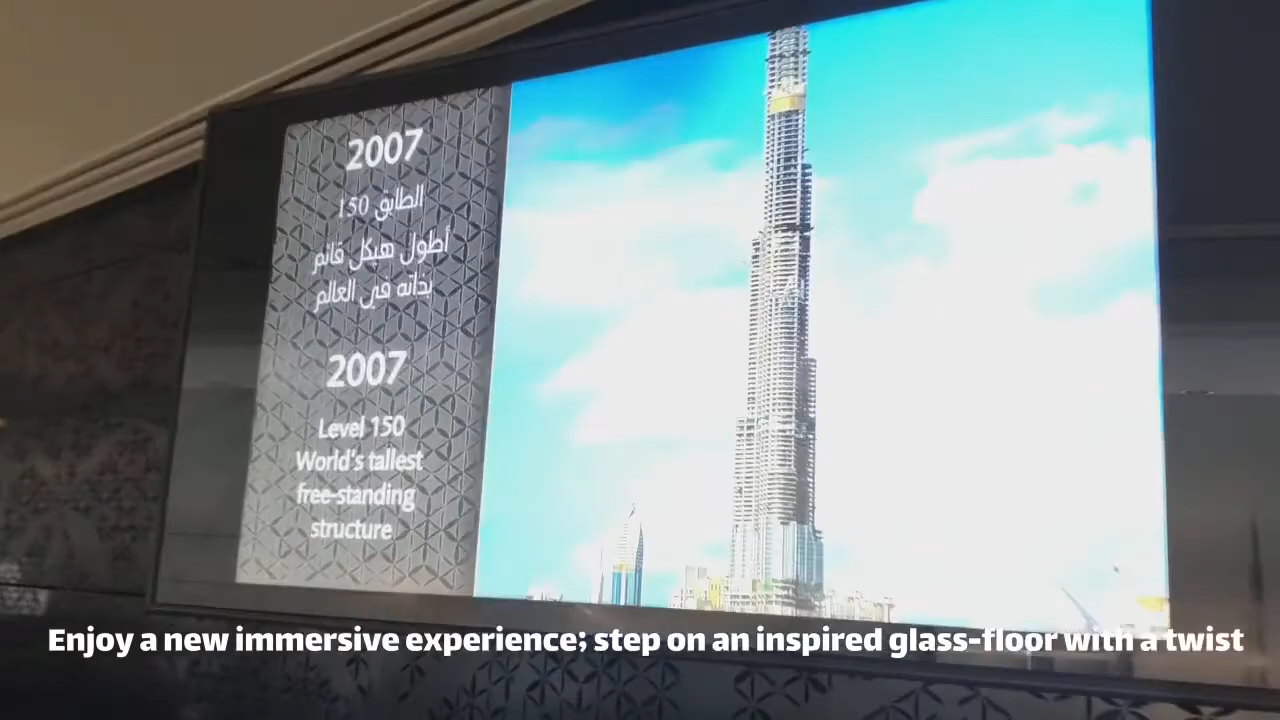 2007
الطابق 150
أطول هيكل قائم
بذاته في العالم
2007
Level 150
World's tallest
free-standing
structure
Enjoy a new immersive experience; step on an inspired glass-floor with a twist